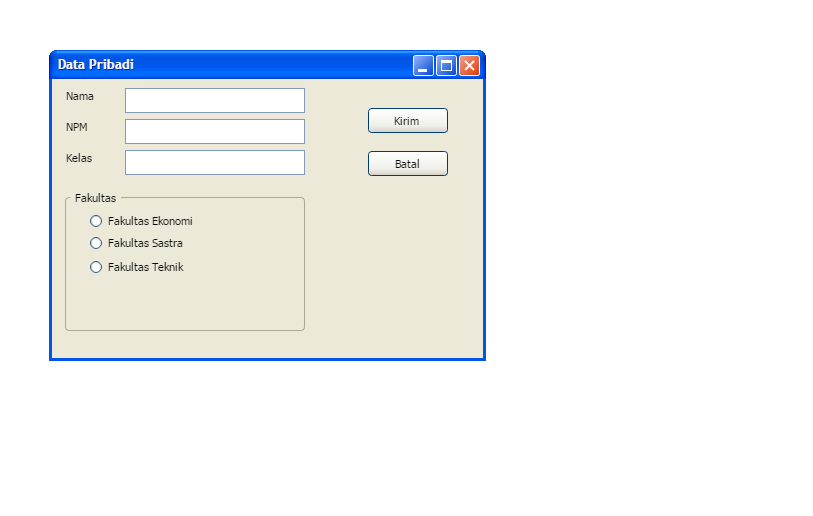 Data Pribadi
Nama
NPM
Kelas
Kirim
Batal
Fakultas
Fakultas Ekonomi
Fakultas Sastra
Fakultas Teknik